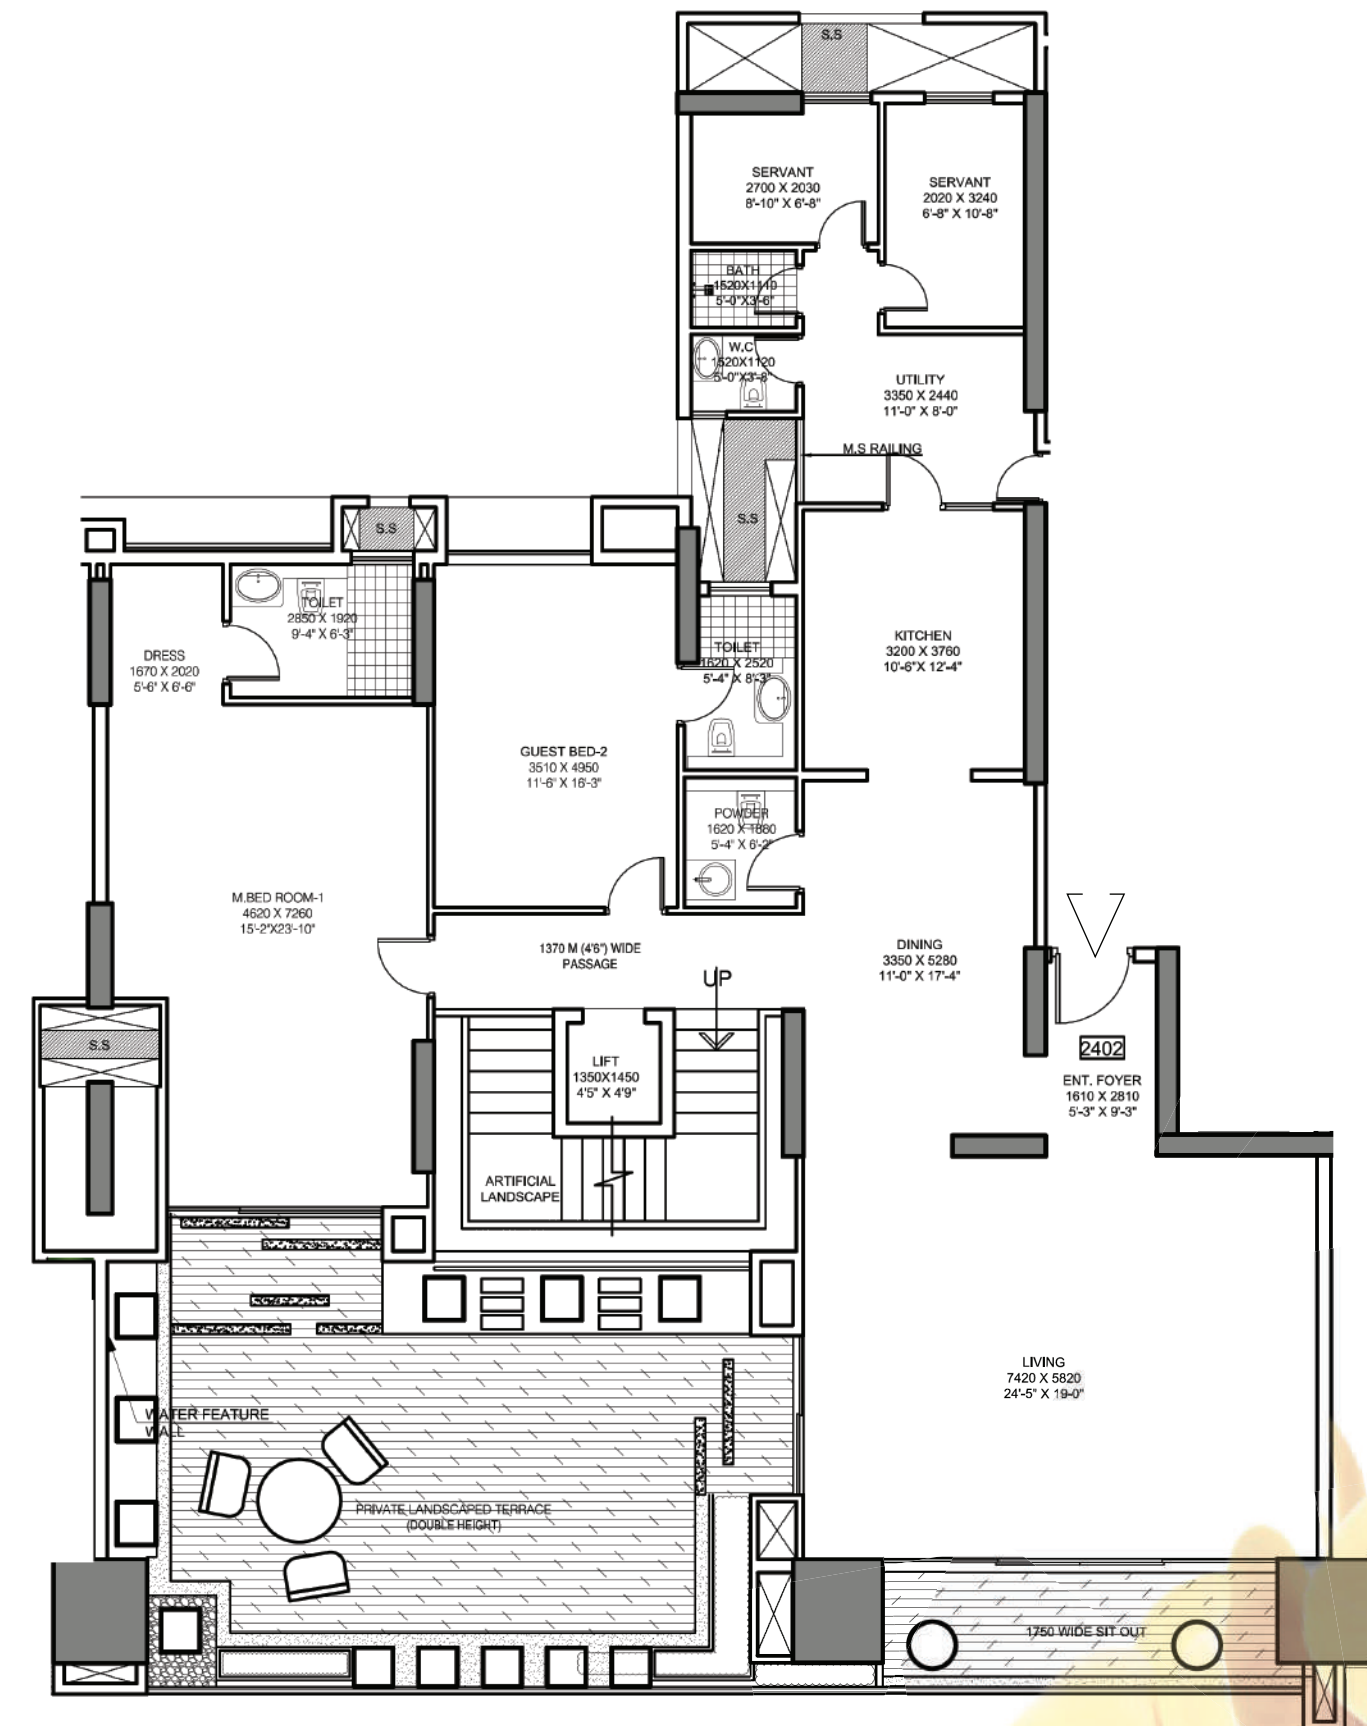 S.S
SERVANT
2700 X 2030
8'-10" X 6'-8"
SERVANT
2020 X 3240
6'-8" X 10'-8"
BATH
1520X1110
5'-0"X3'-6"
W.C
1520X1120
5'-0"X3'-8"
UTILITY
3350 X 2440
11'-0" X 8'-0"
M.S RAILING
S.S
S.S
TOILET
2850 X 1920
9'-4" X 6'-3"
DRESS
1670 X 2020
5'-6" X 6'-6"
KITCHEN
3200 X 3760
10'-6"X 12'-4"
TOILET
1620 X 2520
5'-4" X 8'-3"
GUEST BED-2
3510 X 4950
11'-6" X 16'-3"
POWDER
1620 X 1880
5'-4" X 6'-2"
M.BED ROOM-1
4620 X 7260
15'-2"X23'-10"
1370 M (4'6") WIDE
PASSAGE
DINING
3350 X 5280
11'-0" X 17'-4"
UP
S.S
LIFT
1350X1450
4'5" X 4'9"
2402
ENT. FOYER
1610 X 2810
5'-3" X 9'-3"
ARTIFICIAL
LANDSCAPE
LIVING
7420 X 5820
24'-5" X 19-0"
WATER FEATURE
WALL
PRIVATE LANDSCAPED TERRACE
(DOUBLE HEIGHT)
1750 WIDE SIT OUT